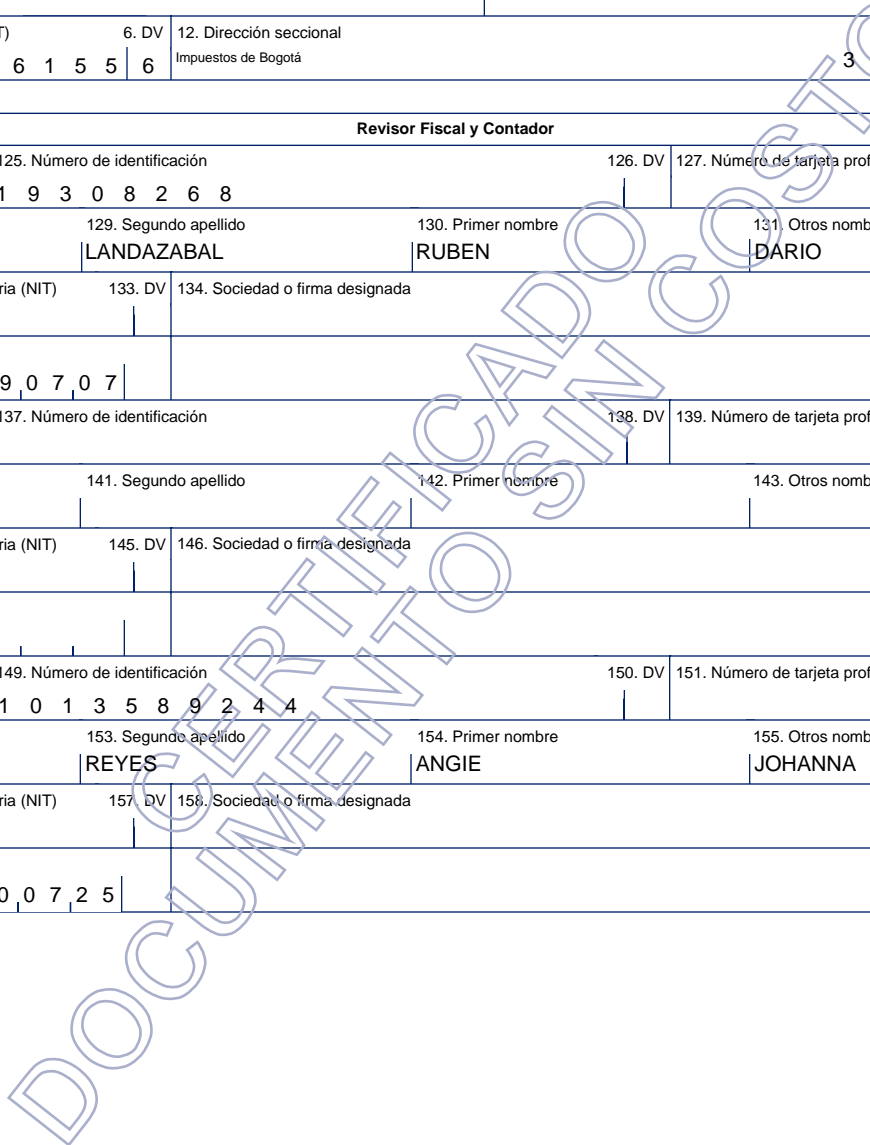 T) 6. DV 12. Dirección seccional
6 1 5 5 6 Impuestos de Bogotá 3
Revisor Fiscal y Contador
125. Número de identificación 126. DV 127. Número de tarjeta prof
1 9 3 0 8 2 6 8
129. Segundo apellido 130. Primer nombre 131. Otros nomb
LANDAZABAL RUBEN DARIO
ria (NIT) 133. DV 134. Sociedad o firma designada
9 0 7 0 7
137. Número de identificación 138. DV 139. Número de tarjeta prof
141. Segundo apellido 142. Primer nombre 143. Otros nomb
ria (NIT) 145. DV 146. Sociedad o firma designada
149. Número de identificación 150. DV 151. Número de tarjeta prof
1 0 1 3 5 8 9 2 4 4
153. Segundo apellido 154. Primer nombre 155. Otros nomb
REYES ANGIE JOHANNA
ria (NIT) 157. DV 158. Sociedad o firma designada
0 0 7 2 5
CERTIFICADO
DOCUMENTO SIN COSTO